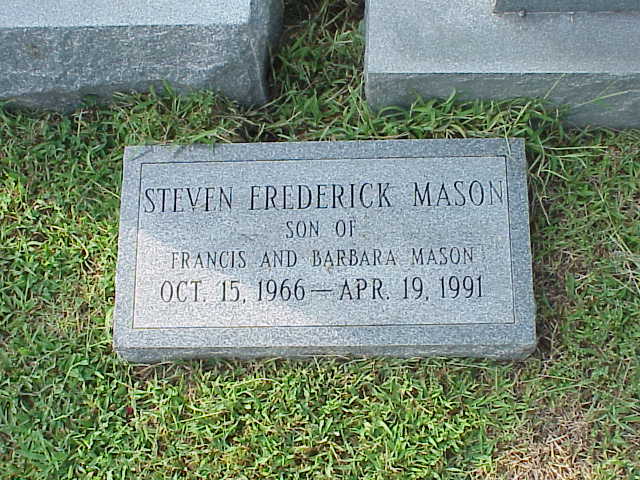 STEVEN FREDERICK MASON
SON OF
FRANCIS AND BARBARA MASON
OCT. 15, 1966 — APR. 19, 1991